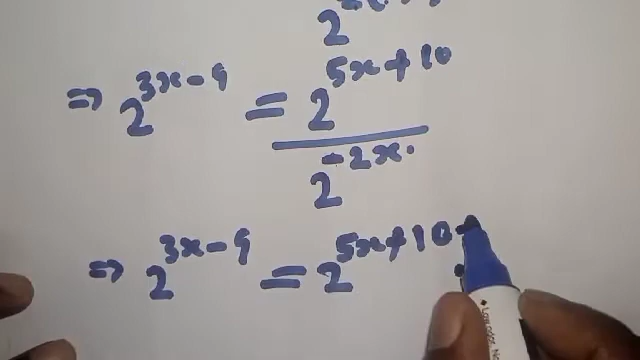 ⇒ 2^{3x-9} = 2^{5x+10}
2^{-2x}.
⇒ 2^{3x-9} = 2^{5x+10-}